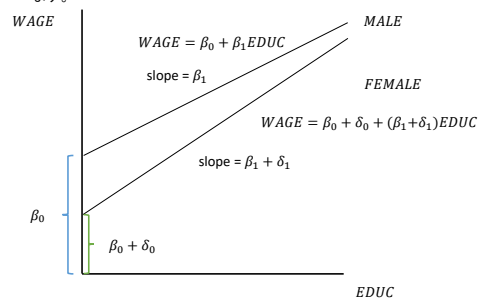 WAGE
MALE
WAGE = β₀ + β₁EDUC
slope = β₁
FEMALE
WAGE = β₀ + δ₀ + (β₁+δ₁)EDUC
slope = β₁ + δ₁
β₀
β₀ + δ₀
EDUC